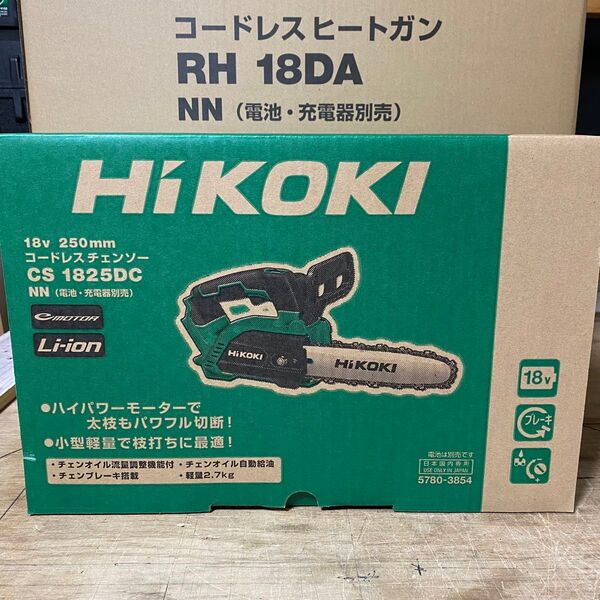 コードレスヒートガン
RH 18DA
NN（電池・充電器別売）
HiKOKI
18v 250mm
コードレスチェンソー
CS 1825DC
NN（電池・充電器別売）
e MOTOR
Li-ion
HiKOKI
HiKOKI
●ハイパワーモーターで
太枝もパワフル切断！
●小型軽量で枝打ちに最適！
・チェンオイル流量調整機能付 ・チェンオイル自動給油
・チェンブレーキ搭載 ・軽量2.7kg
18v
ブレーキ
電池は別売です
日本国内専用
USE ONLY IN JAPAN
5780-3854